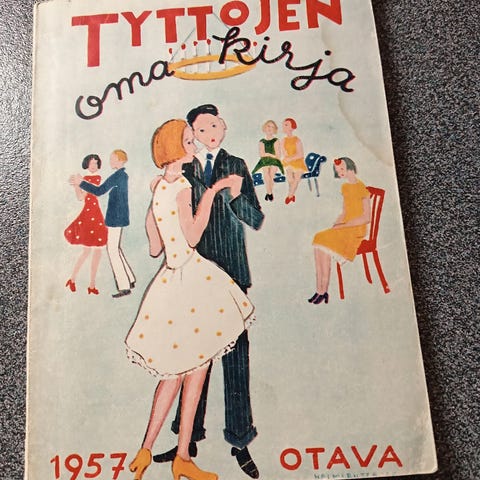 TYTTÖJEN
oma kirja
1957 OTAVA